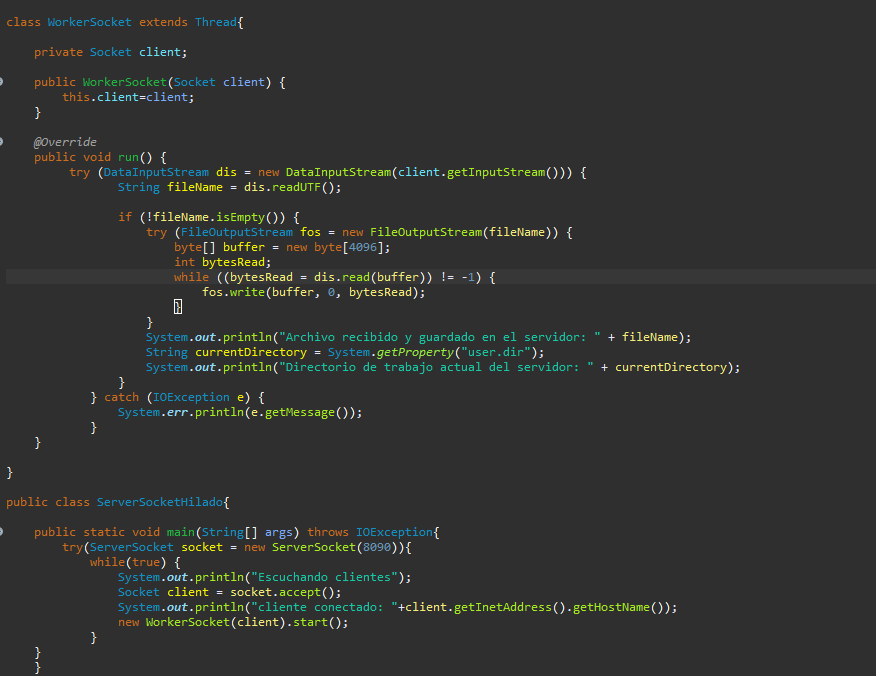 class WorkerSocket extends Thread{
private Socket client;
public WorkerSocket(Socket client) {
this.client=client;
}
@Override
public void run() {
try (DataInputStream dis = new DataInputStream(client.getInputStream())) {
String fileName = dis.readUTF();
if (!fileName.isEmpty()) {
try (FileOutputStream fos = new FileOutputStream(fileName)) {
byte[] buffer = new byte[4096];
int bytesRead;
while ((bytesRead = dis.read(buffer)) != -1) {
fos.write(buffer, 0, bytesRead);
}
}
System.out.println("Archivo recibido y guardado en el servidor: " + fileName);
String currentDirectory = System.getProperty("user.dir");
System.out.println("Directorio de trabajo actual del servidor: " + currentDirectory);
}
} catch (IOException e) {
System.err.println(e.getMessage());
}
}
}
public class ServerSocketHilado{
public static void main(String[] args) throws IOException{
try(ServerSocket socket = new ServerSocket(8090)){
while(true) {
System.out.println("Escuchando clientes");
Socket client = socket.accept();
System.out.println("cliente conectado: "+client.getInetAddress().getHostName());
new WorkerSocket(client).start();
}
}
}